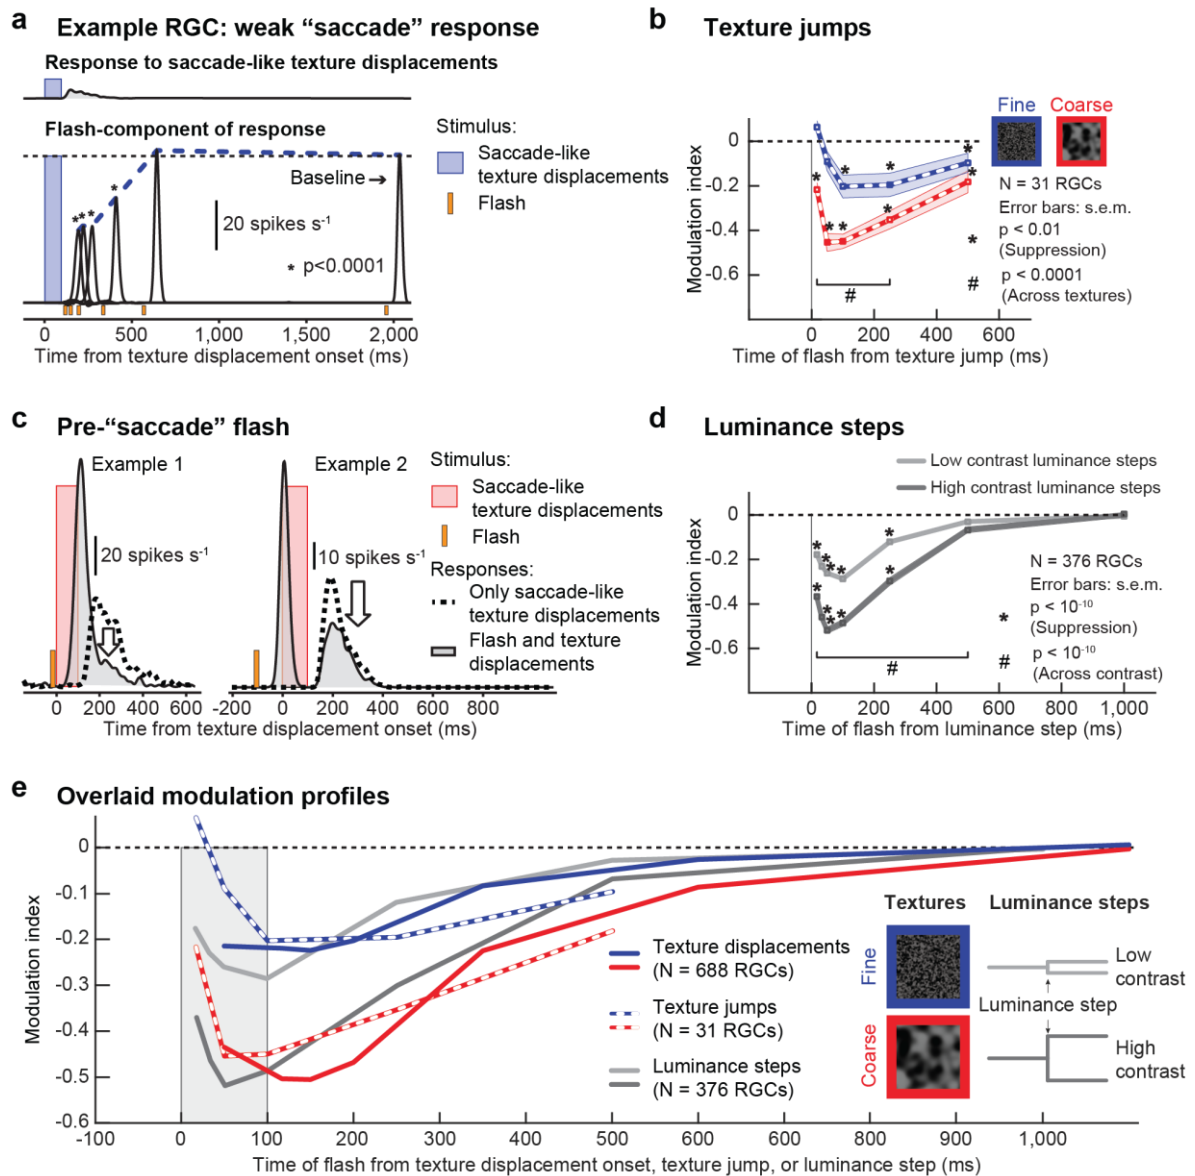 a Example RGC: weak “saccade” response
Response to saccade-like texture displacements
Flash-component of response
Baseline
20 spikes s-1
* p<0.0001
* * * *
0 500 1,000 1,500 2,000
Time from texture displacement onset (ms)
Stimulus:
Saccade-like
texture displacements
Flash
b Texture jumps
Fine Coarse
0
-0.2
-0.4
-0.6
Modulation index
* * * * * * * *
#
0 200 400 600
Time of flash from texture jump (ms)
N = 31 RGCs
Error bars: s.e.m.
* p < 0.01
(Suppression)
# p < 0.0001
(Across textures)
c Pre-“saccade” flash
Example 1
20 spikes s-1
0 200 400 600
Example 2
10 spikes s-1
-200 0 200 400 600 800
Time from texture displacement onset (ms)
Stimulus:
Saccade-like
texture displacements
Flash
Responses:
Only saccade-like
texture displacements
Flash and texture
displacements
d Luminance steps
Low contrast luminance steps
High contrast luminance steps
0
-0.2
-0.4
-0.6
Modulation index
* * * * * * * * * *
#
0 200 400 600 800 1,000
Time of flash from luminance step (ms)
N = 376 RGCs
Error bars: s.e.m.
* p < 10-10
(Suppression)
# p < 10-10
(Across contrast)
e Overlaid modulation profiles
0
-0.1
-0.2
-0.3
-0.4
-0.5
-0.6
Modulation index
-100 0 100 200 300 400 500 600 700 800 1,000
Time of flash from texture displacement onset, texture jump, or luminance step (ms)
Texture displacements
(N = 688 RGCs)
Texture jumps
(N = 31 RGCs)
Luminance steps
(N = 376 RGCs)
Textures
Fine
Coarse
Luminance steps
Low
contrast
Luminance step
High
contrast